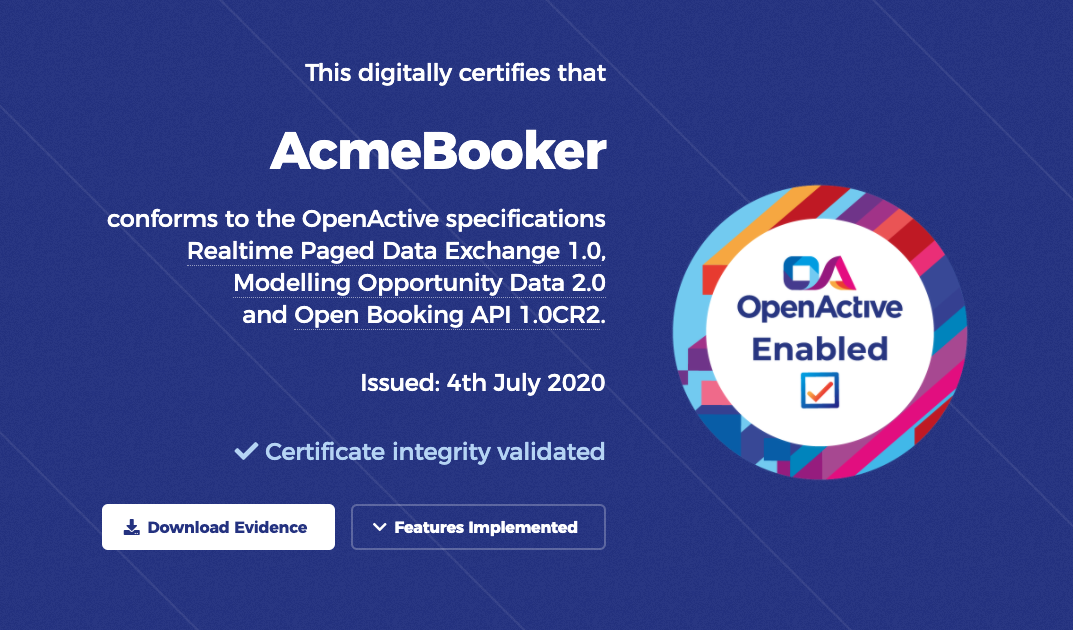 This digitally certifies that
AcmeBooker
conforms to the OpenActive specifications
Realtime Paged Data Exchange 1.0,
Modelling Opportunity Data 2.0
and Open Booking API 1.0CR2.
Issued: 4th July 2020
Certificate integrity validated
Download Evidence
Features Implemented
OA
OpenActive
Enabled